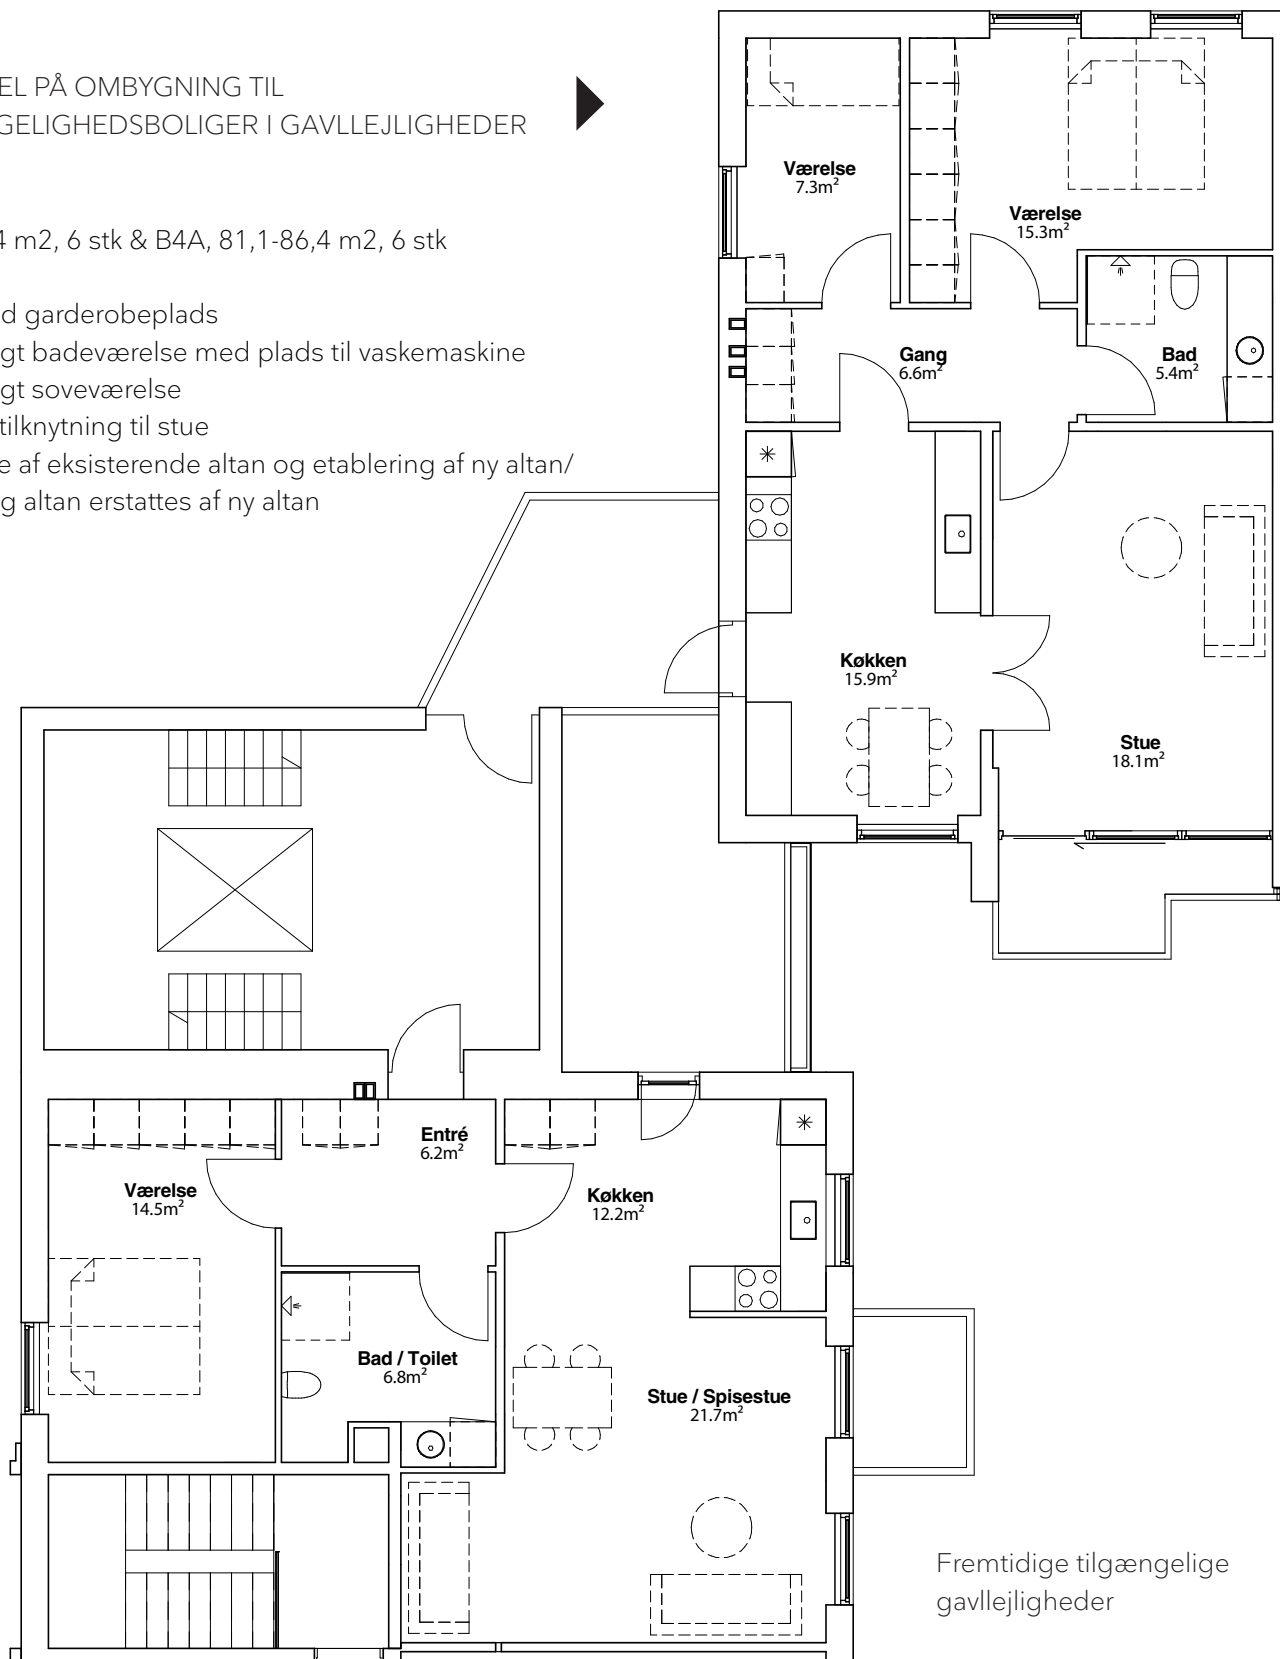 EL PÅ OMBYGNING TIL
GELIGHEDSBOLIGER I GAVLLEJLIGHEDER
4 m2, 6 stk & B4A, 81,1-86,4 m2, 6 stk
d garderobeplads
gt badeværelse med plads til vaskemaskine
gt soveværelse
tilknytning til stue
e af eksisterende altan og etablering af ny altan/
g altan erstattes af ny altan
Værelse
7.3m²
Værelse
15.3m²
Gang
6.6m²
Bad
5.4m²
Køkken
15.9m²
Stue
18.1m²
Entré
6.2m²
Værelse
14.5m²
Køkken
12.2m²
Bad / Toilet
6.8m²
Stue / Spisestue
21.7m²
Fremtidige tilgængelige
gavllejligheder